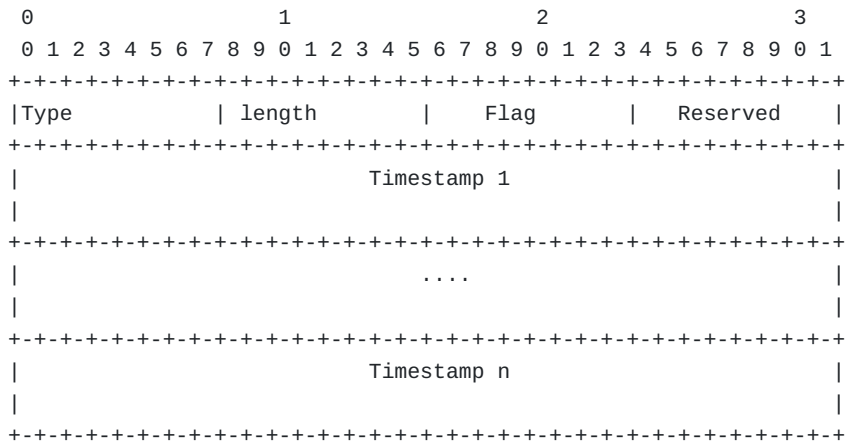 0                   1                   2                   3
 0 1 2 3 4 5 6 7 8 9 0 1 2 3 4 5 6 7 8 9 0 1 2 3 4 5 6 7 8 9 0 1
+-+-+-+-+-+-+-+-+-+-+-+-+-+-+-+-+-+-+-+-+-+-+-+-+-+-+-+-+-+-+-+-+
|Type           | length        |    Flag       |   Reserved    |
+-+-+-+-+-+-+-+-+-+-+-+-+-+-+-+-+-+-+-+-+-+-+-+-+-+-+-+-+-+-+-+-+
|                           Timestamp 1                         |
|                                                               |
+-+-+-+-+-+-+-+-+-+-+-+-+-+-+-+-+-+-+-+-+-+-+-+-+-+-+-+-+-+-+-+-+
|                               ....                            |
|                                                               |
+-+-+-+-+-+-+-+-+-+-+-+-+-+-+-+-+-+-+-+-+-+-+-+-+-+-+-+-+-+-+-+-+
|                           Timestamp n                         |
|                                                               |
+-+-+-+-+-+-+-+-+-+-+-+-+-+-+-+-+-+-+-+-+-+-+-+-+-+-+-+-+-+-+-+-+